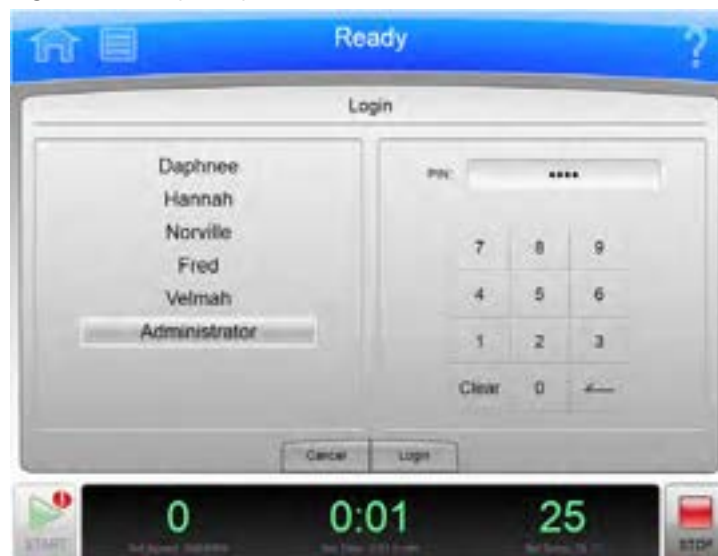 Ready
?
Login
Daphnee
Hannah
Norville
Fred
Velmah
Administrator
PIN: ••••
7 8 9
4 5 6
1 2 3
Clear 0 <---
Cancel Login
0 0:01 25
START STOP